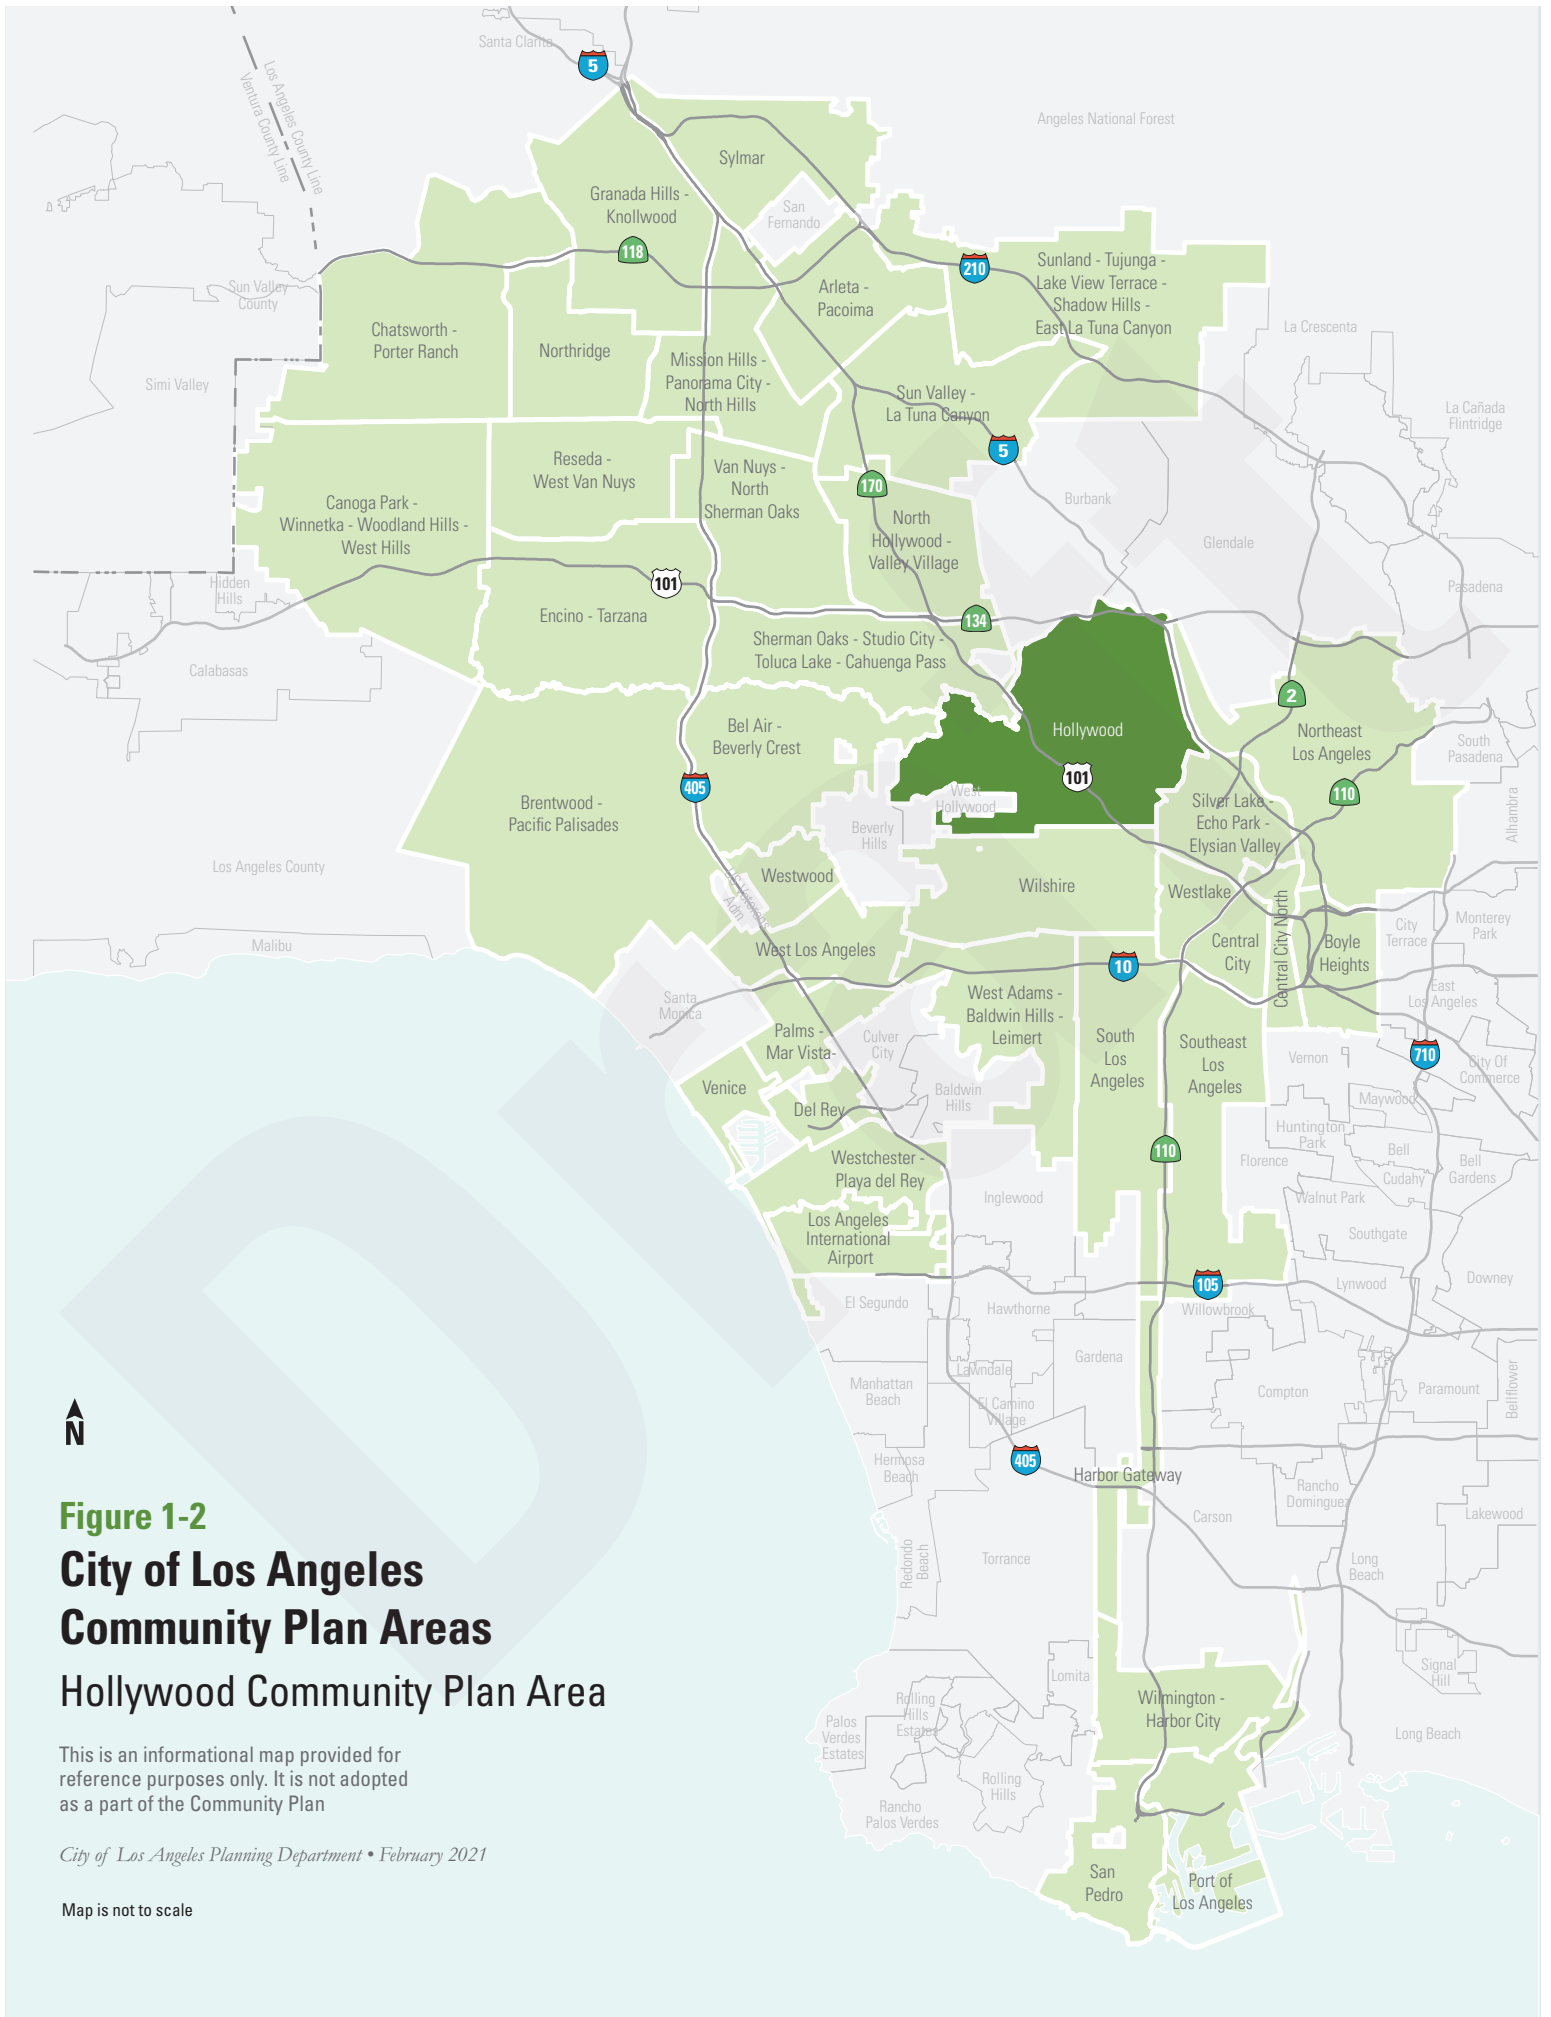 Santa Clarita
5
Los Angeles County Line
Ventura County Line
Angeles National Forest
Sylmar
Granada Hills -
Knollwood
San
Fernando
118
210
Sunland - Tujunga -
Lake View Terrace -
Shadow Hills -
East La Tuna Canyon
Arleta -
Pacoima
Sun Valley
County
Chatsworth -
Porter Ranch
Northridge
La Crescenta
Mission Hills -
Panorama City -
North Hills
Simi Valley
Sun Valley -
La Tuna Canyon
La Cañada
Flintridge
5
Reseda -
West Van Nuys
Van Nuys -
North
Sherman Oaks
170
Burbank
Canoga Park -
Winnetka - Woodland Hills -
West Hills
North
Hollywood -
Valley Village
Glendale
Hidden
Hills
101
Pasadena
Encino - Tarzana
134
Sherman Oaks - Studio City -
Toluca Lake - Cahuenga Pass
Calabasas
2
Bel Air -
Beverly Crest
Hollywood
Northeast
Los Angeles
South
Pasadena
405
101
110
Brentwood -
Pacific Palisades
West
Hollywood
Silver Lake -
Echo Park -
Elysian Valley
Alhambra
Beverly
Hills
Los Angeles County
US Veterans
Adm
Westwood
Wilshire
Westlake
Central City North
Malibu
West Los Angeles
Central
City
Boyle
Heights
City
Terrace
Monterey
Park
10
Santa
Monica
West Adams -
Baldwin Hills -
Leimert
East
Los Angeles
Palms -
Mar Vista-
Culver
City
South
Los
Angeles
Southeast
Los
Angeles
Vernon
710
City Of
Commerce
Venice
Del Rey
Baldwin
Hills
Maywood
Huntington
Park
110
Bell
Florence
Westchester -
Playa del Rey
Cudahy
Bell
Gardens
Inglewood
Walnut Park
Los Angeles
International
Airport
Southgate
105
Lynwood
Downey
El Segundo
Hawthorne
Willowbrook
Gardena
Lawndale
Manhattan
Beach
Compton
Paramount
Bellflower
El Camino
Village
N
Hermosa
Beach
405
Harbor Gateway
Rancho
Dominguez
Carson
Lakewood
Figure 1-2
City of Los Angeles
Community Plan Areas
Hollywood Community Plan Area
Redondo
Beach
Torrance
Long
Beach
Lomita
Signal
Hill
Rolling
Hills
Estates
Wilmington -
Harbor City
Palos
Verdes
Estates
Long Beach
This is an informational map provided for
reference purposes only. It is not adopted
as a part of the Community Plan
Rolling
Hills
Rancho
Palos Verdes
City of Los Angeles Planning Department • February 2021
San
Pedro
Port of
Los Angeles
Map is not to scale